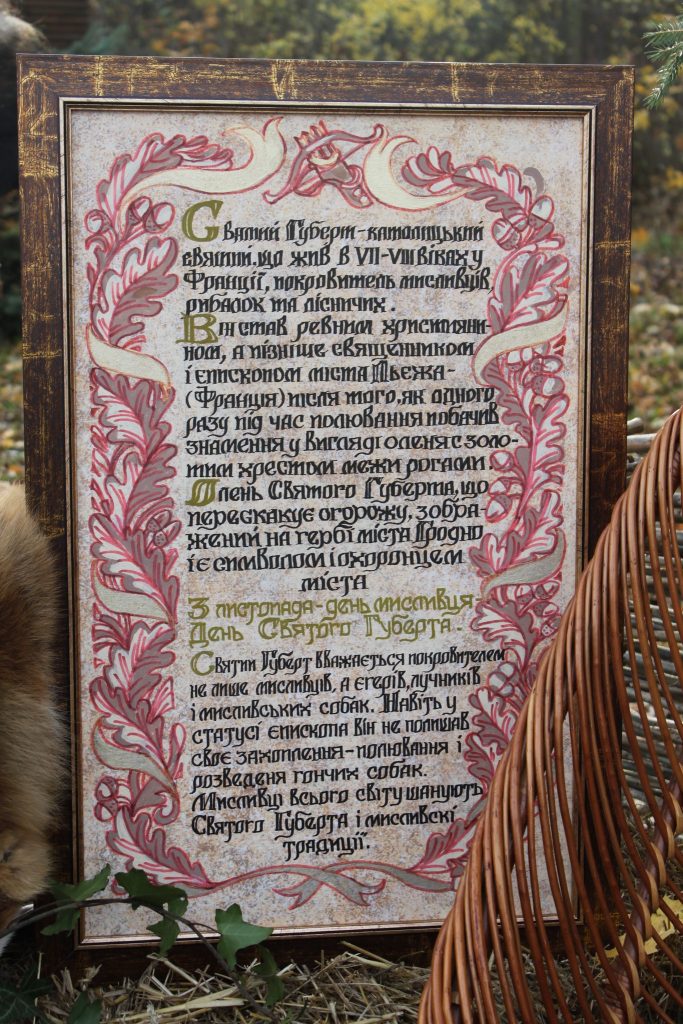 Святий Губерт-католицький
святий, що жив в VII-VIII віках у
Франції, покровитель мисливців,
рибалок та лісничих.
Він став ревним християни-
ном, а пізніше священником
і єпископом міста Льежа-
(Франція) після того, як одного
разу під час полювання побачив
знамення у вигляді оленя с золо-
тим хрестом межи рогами.
Олень Святого Губерта, що
перескакує огорожу, зобра-
жений на гербі міста Гродно
і є символом і охоронцем
міста
3 листопада-день мисливця-
День Святого Губерта..
Святий Губерт вважається покровителем
не лише мисливців, а єгерів, лучників
і мисливських собак. Навіть у
статусі єпископа він не полишав
своє захоплення-полювання і
розведеня гончих собак.
Мисливці всього світу шанують
Святого Губерта і мисливскі
традиції.